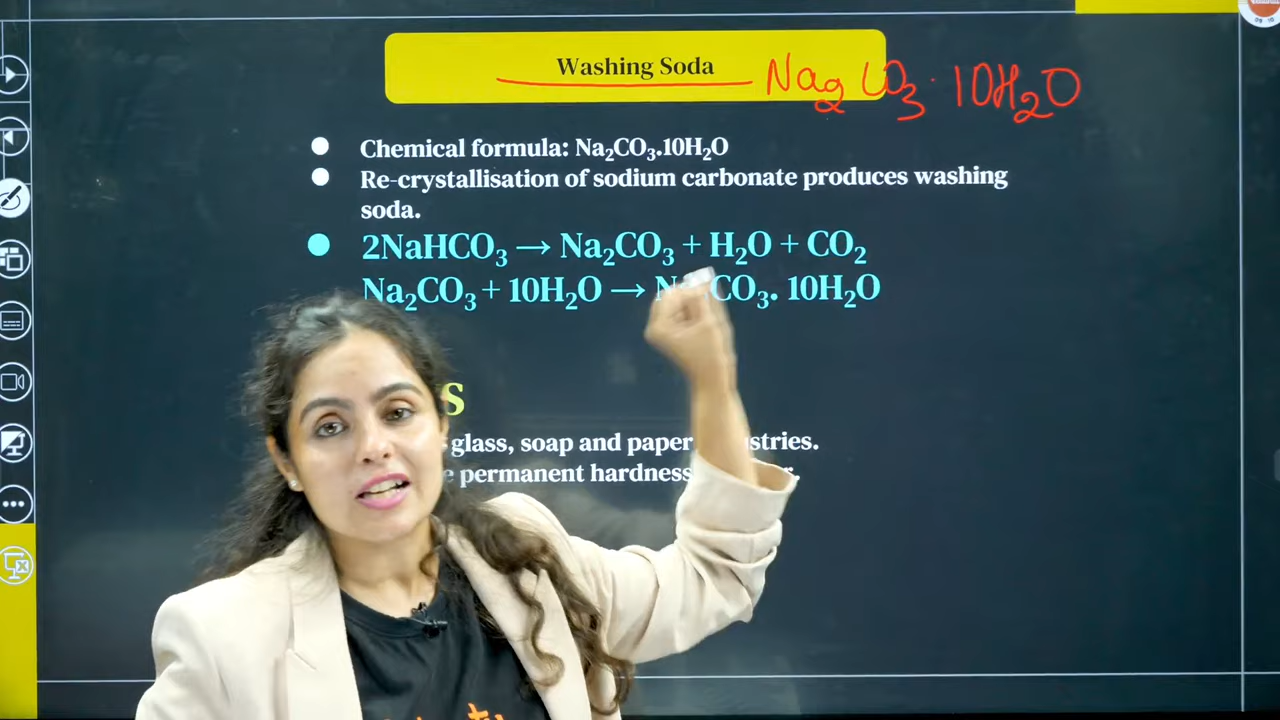 Washing Soda Na₂CO₃·10H₂O
Chemical formula: Na₂CO₃.10H₂O
Re-crystallisation of sodium carbonate produces washing
soda.
2NaHCO₃ → Na₂CO₃ + H₂O + CO₂
Na₂CO₃ + 10H₂O → CO₃. 10H₂O
glass, soap and paper
permanent hardness